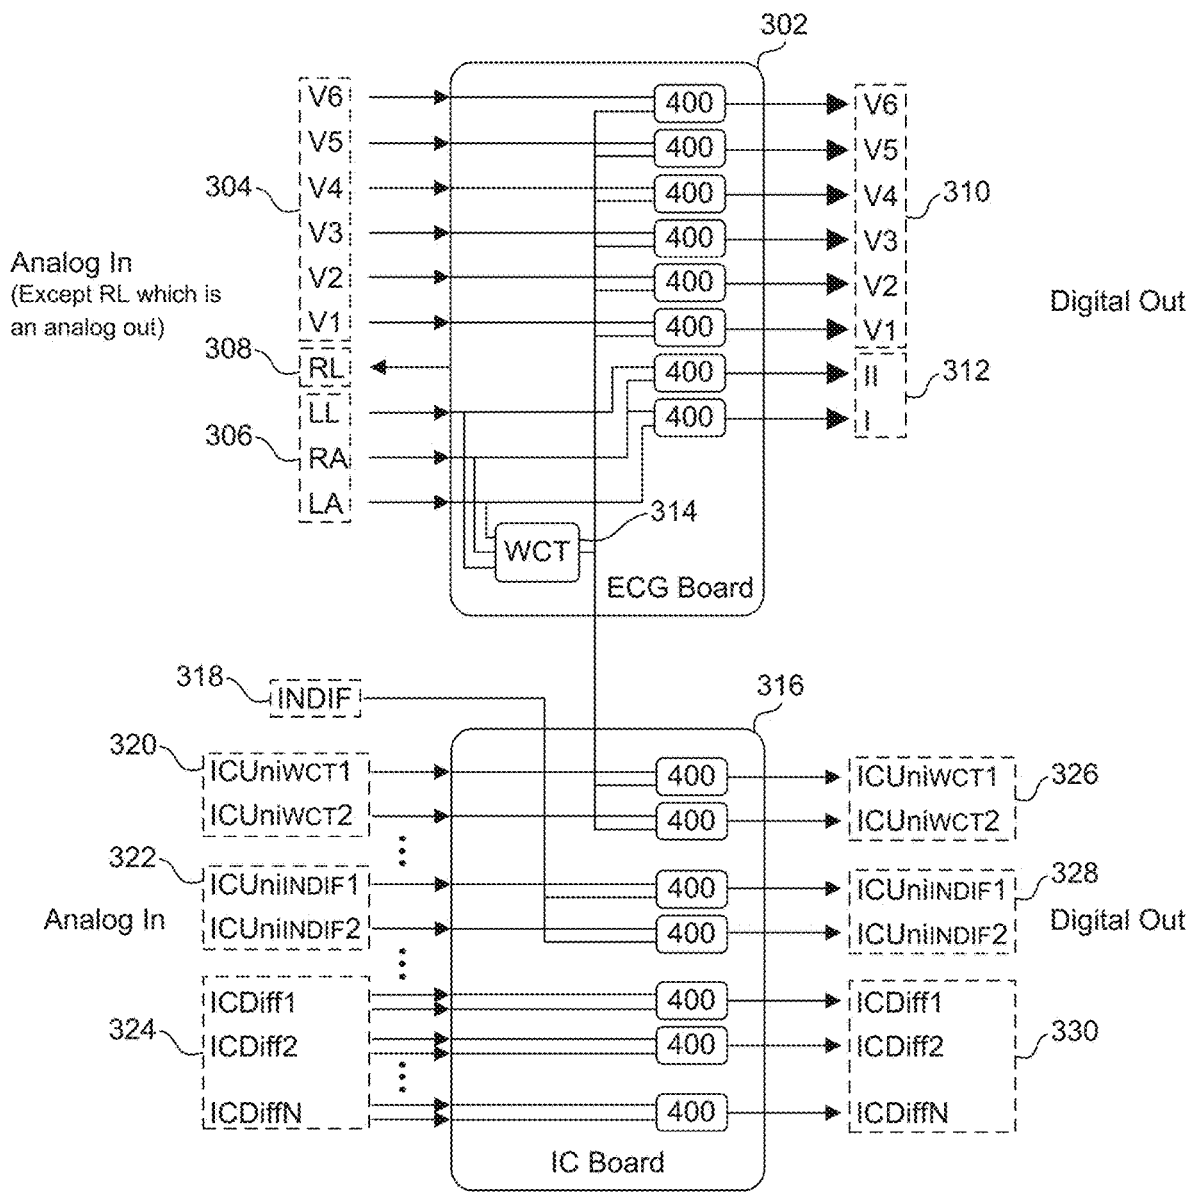 302
V6 400 V6
V5 400 V5
304 V4 400 V4 310
V3 400 V3
Analog In
(Except RL which is
an analog out)
V2 400 V2
Digital Out
V1 400 V1
308 RL 400 II 312
LL 400 I
306 RA
LA
314
WCT
ECG Board
318 INDIF
316
320 ICUniWCT1 400 ICUniWCT1 326
ICUniWCT2 400 ICUniWCT2
322 ICUniINDIF1 400 ICUniINDIF1 328
Analog In ICUniINDIF2 400 ICUniINDIF2 Digital Out
ICDiff1 400 ICDiff1
324 ICDiff2 400 ICDiff2 330
ICDiffN 400 ICDiffN
IC Board